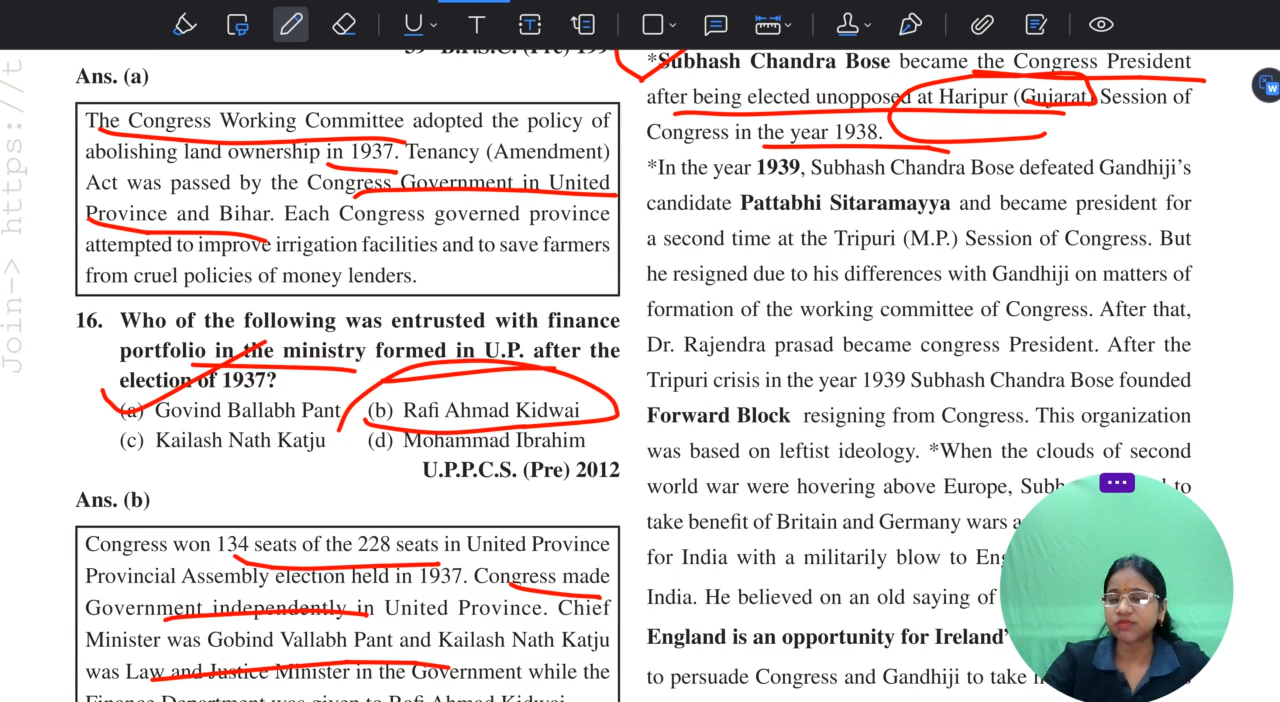 Join-> https://t
Ans. (a)
The Congress Working Committee adopted the policy of
abolishing land ownership in 1937. Tenancy (Amendment)
Act was passed by the Congress Government in United
Province and Bihar. Each Congress governed province
attempted to improve irrigation facilities and to save farmers
from cruel policies of money lenders.
16. Who of the following was entrusted with finance
portfolio in the ministry formed in U.P. after the
election of 1937?
(a) Govind Ballabh Pant (b) Rafi Ahmad Kidwai
(c) Kailash Nath Katju (d) Mohammad Ibrahim
U.P.P.C.S. (Pre) 2012
Ans. (b)
Congress won 134 seats of the 228 seats in United Province
Provincial Assembly election held in 1937. Congress made
Government independently in United Province. Chief
Minister was Gobind Vallabh Pant and Kailash Nath Katju
was Law and Justice Minister in the Government while the
Finance Department was given to Rafi Ahmad Kidwai.
*Subhash Chandra Bose became the Congress President
after being elected unopposed at Haripur (Gujarat) Session of
Congress in the year 1938.
*In the year 1939, Subhash Chandra Bose defeated Gandhiji's
candidate Pattabhi Sitaramayya and became president for
a second time at the Tripuri (M.P.) Session of Congress. But
he resigned due to his differences with Gandhiji on matters of
formation of the working committee of Congress. After that,
Dr. Rajendra prasad became congress President. After the
Tripuri crisis in the year 1939 Subhash Chandra Bose founded
Forward Block resigning from Congress. This organization
was based on leftist ideology. *When the clouds of second
world war were hovering above Europe, to
take benefit of Britain and Germany wars
for India with a militarily blow to
India. He believed on an old saying of
England is an opportunity for Ireland'
to persuade Congress and Gandhiji to take